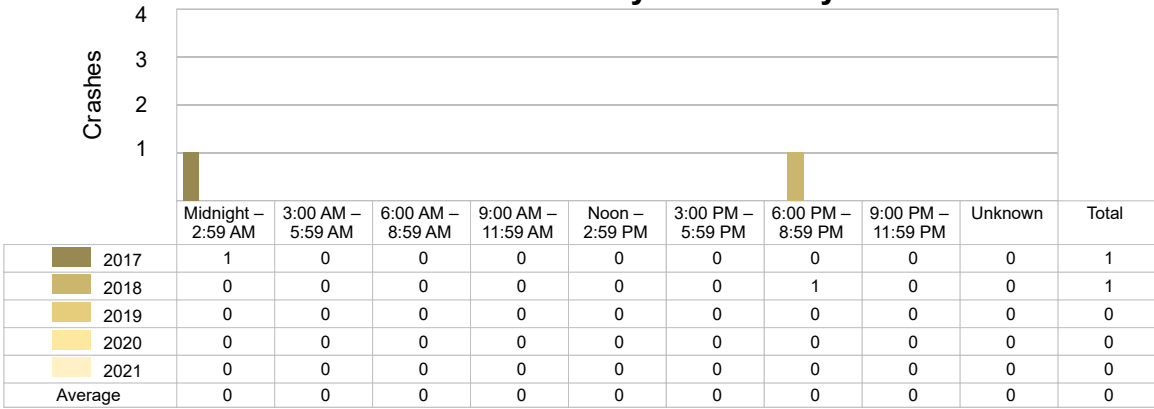 4
3
2
1
Crashes
Midnight – 3:00 AM – 6:00 AM – 9:00 AM – Noon – 3:00 PM – 6:00 PM – 9:00 PM – Unknown Total
2:59 AM 5:59 AM 8:59 AM 11:59 AM 2:59 PM 5:59 PM 8:59 PM 11:59 PM
2017 1 0 0 0 0 0 0 0 0 1
2018 0 0 0 0 0 0 1 0 0 1
2019 0 0 0 0 0 0 0 0 0 0
2020 0 0 0 0 0 0 0 0 0 0
2021 0 0 0 0 0 0 0 0 0 0
Average 0 0 0 0 0 0 0 0 0 0